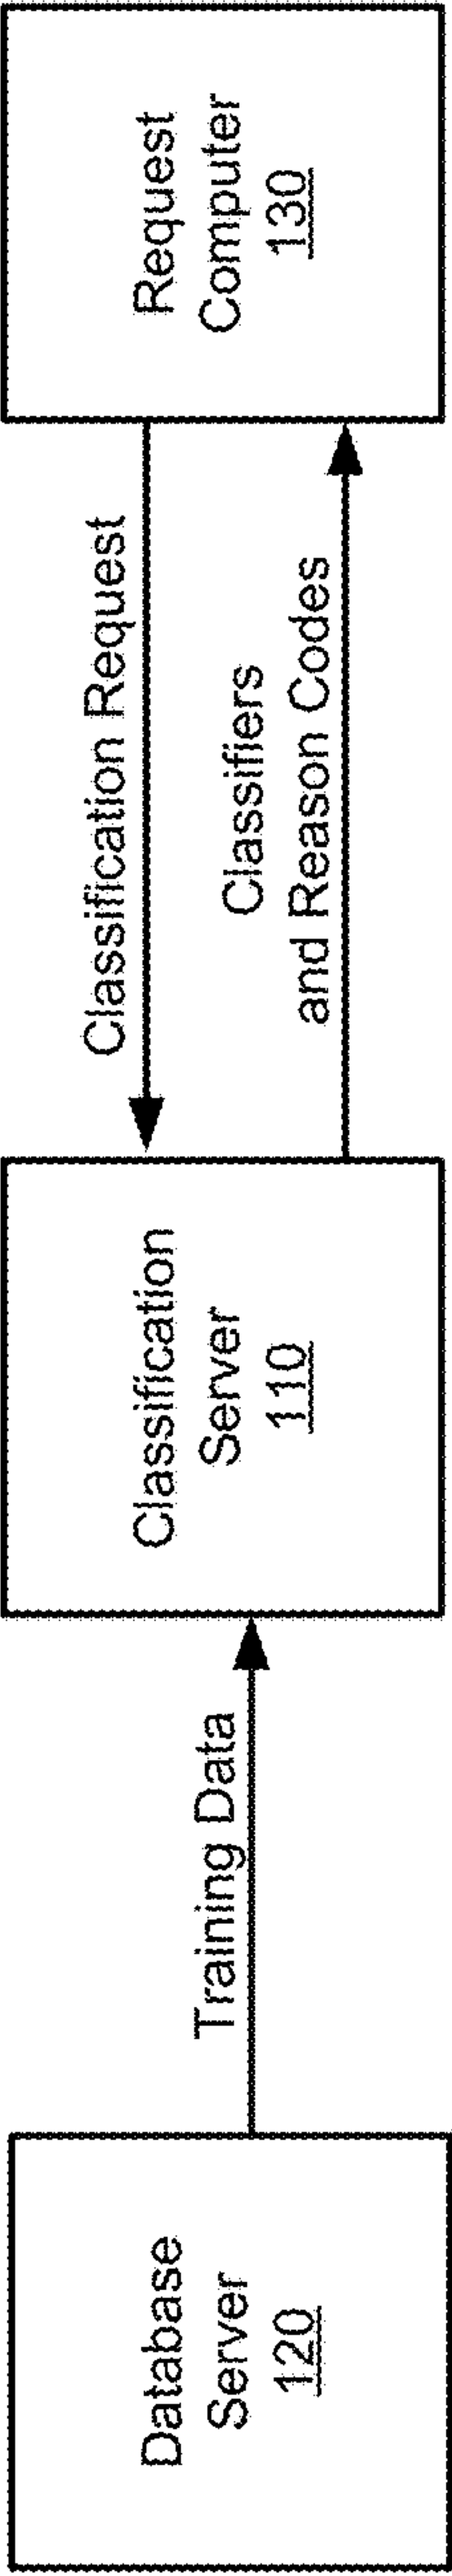 Database
Server
120
Training Data
Classification
Server
110
Classification Request
Classifiers
and Reason Codes
Request
Computer
130